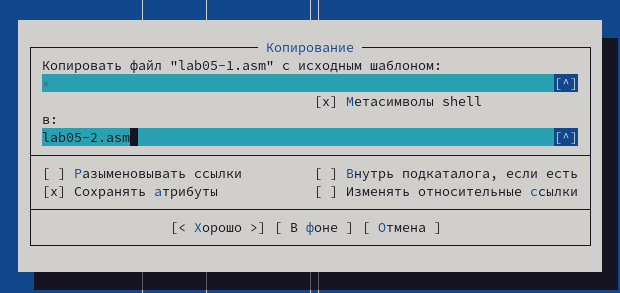 Копирование
Копировать файл "lab05-1.asm" с исходным шаблоном:
* [^]
[x] Метасимволы shell
в:
lab05-2.asm [^]
[ ] Разыменовывать ссылки [ ] Внутрь подкаталога, если есть
[x] Сохранять атрибуты [ ] Изменять относительные ссылки
[< Хорошо >] [ В фоне ] [ Отмена ]